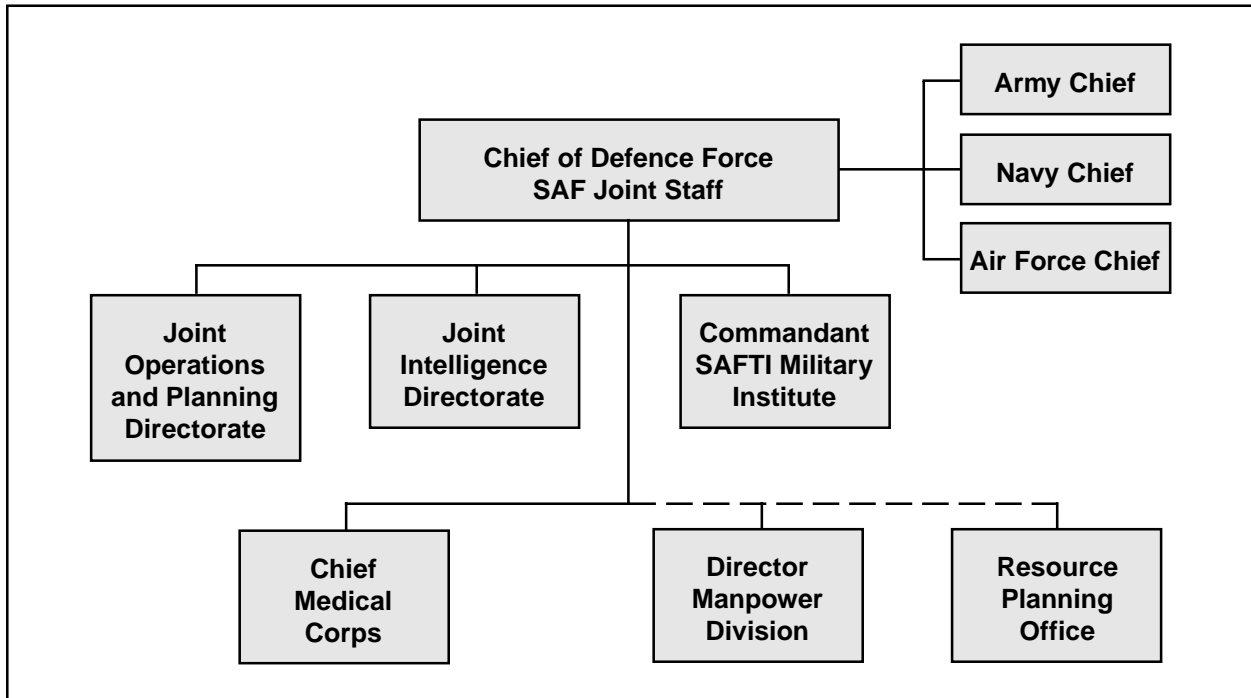 Army Chief
Chief of Defence Force
SAF Joint Staff
Navy Chief
Air Force Chief
Joint
Operations
and Planning
Directorate
Joint
Intelligence
Directorate
Commandant
SAFTI Military
Institute
Chief
Medical
Corps
Director
Manpower
Division
Resource
Planning
Office